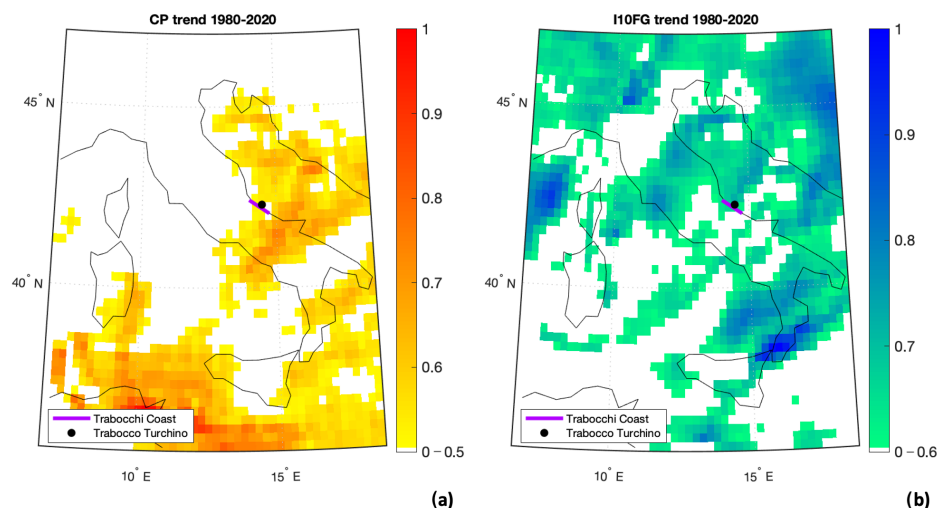 CP trend 1980-2020
45° N
40° N
10° E
15° E
1
0.9
0.8
0.7
0.6
0 – 0.5
Trabocchi Coast
Trabocco Turchino
(a)
I10FG trend 1980-2020
45° N
40° N
10° E
15° E
1
0.9
0.8
0.7
0 – 0.6
Trabocchi Coast
Trabocco Turchino
(b)